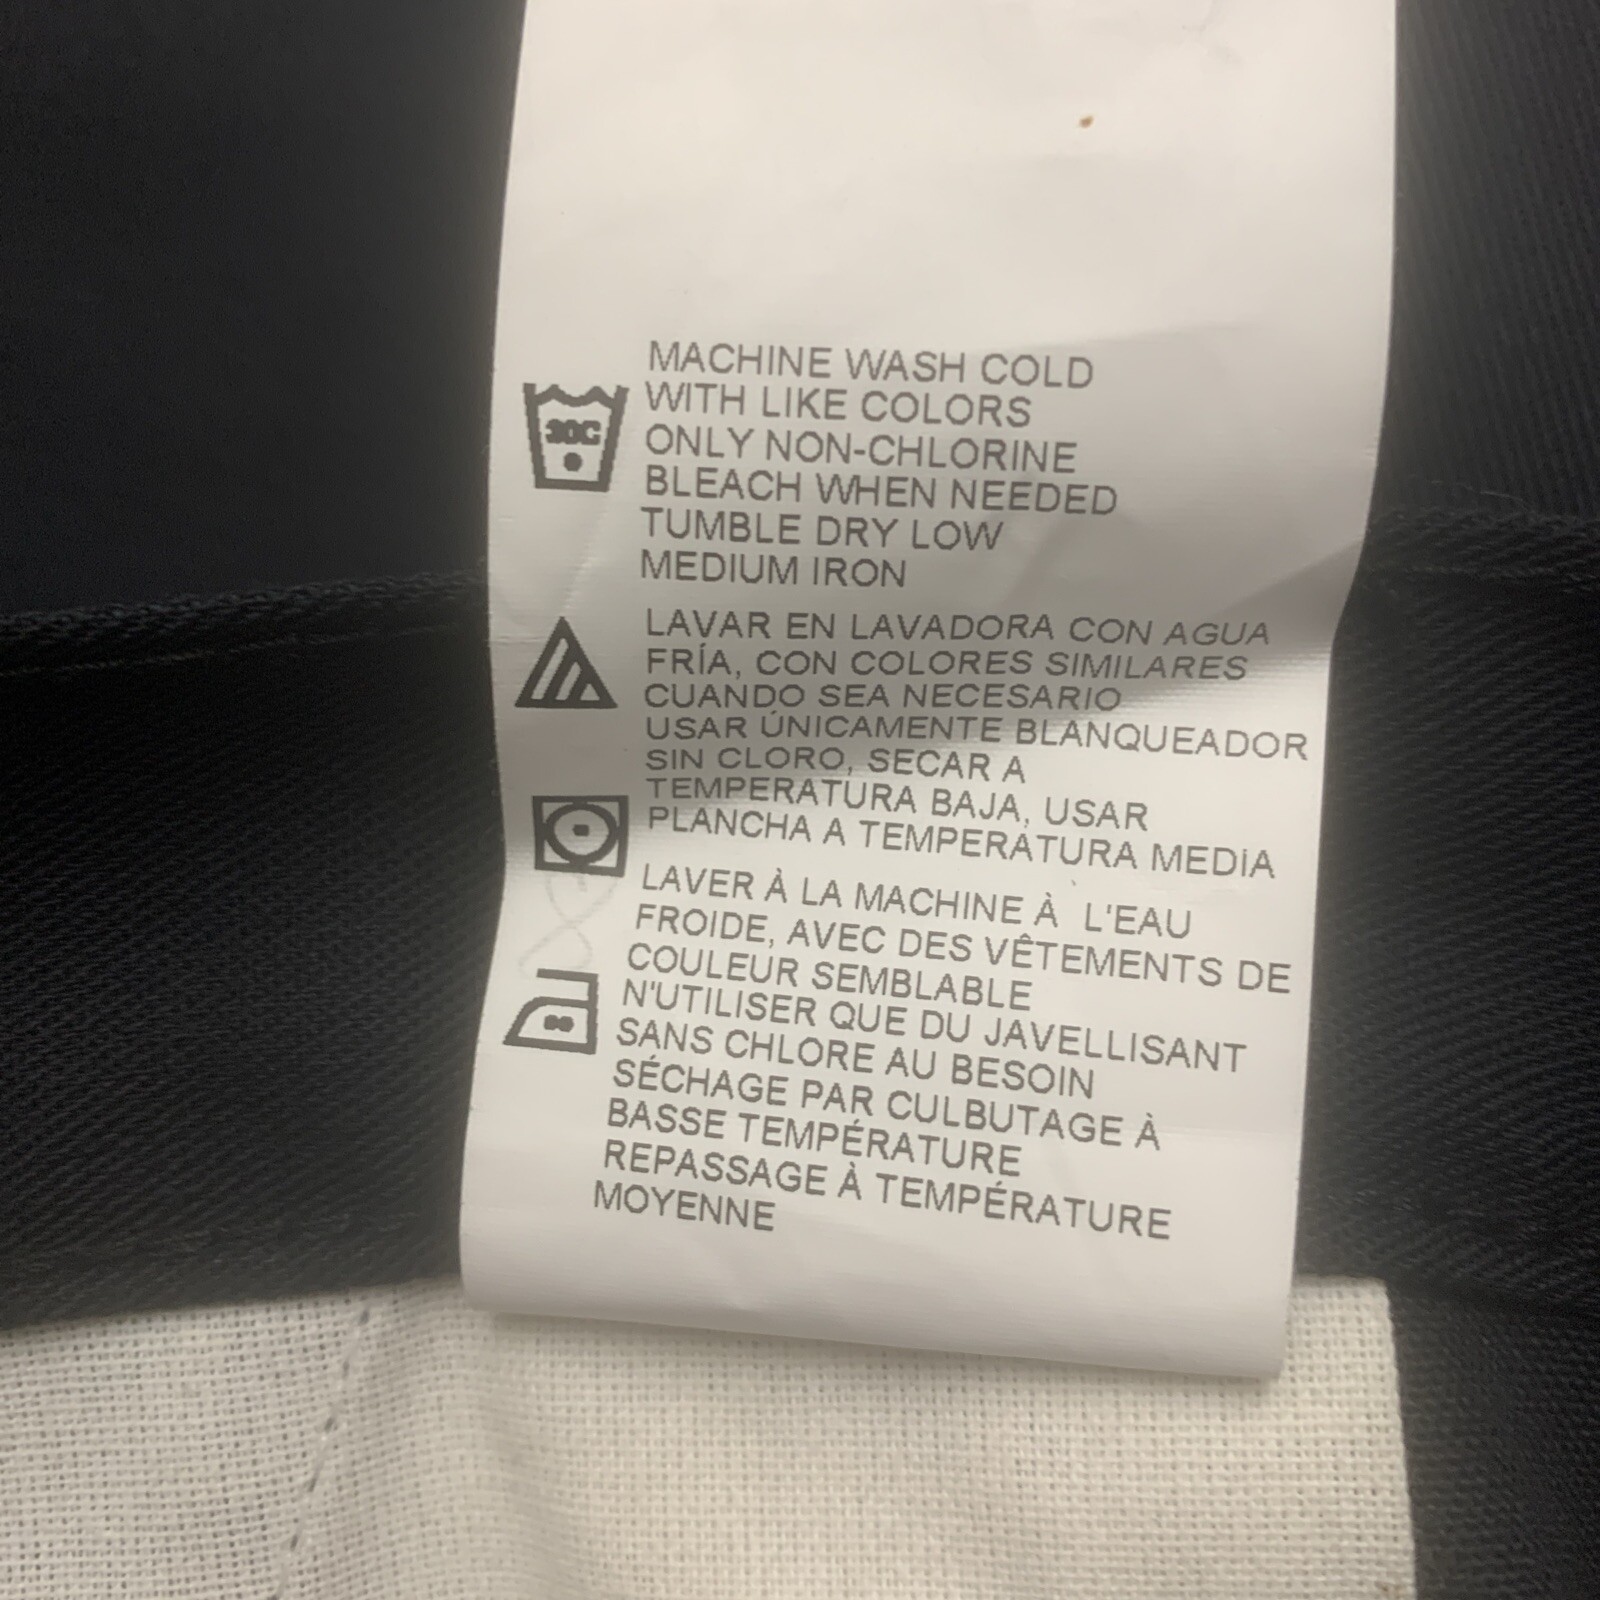 MACHINE WASH COLD
WITH LIKE COLORS
ONLY NON-CHLORINE
BLEACH WHEN NEEDED
TUMBLE DRY LOW
MEDIUM IRON
30C
LAVAR EN LAVADORA CON AGUA
FRÍA, CON COLORES SIMILARES
CUANDO SEA NECESARIO
USAR ÚNICAMENTE BLANQUEADOR
SIN CLORO, SECAR A
TEMPERATURA BAJA, USAR
PLANCHA A TEMPERATURA MEDIA
LAVER À LA MACHINE À L'EAU
FROIDE, AVEC DES VÊTEMENTS DE
COULEUR SEMBLABLE
N'UTILISER QUE DU JAVELLISANT
SANS CHLORE AU BESOIN
SÉCHAGE PAR CULBUTAGE À
BASSE TEMPÉRATURE
REPASSAGE À TEMPÉRATURE
MOYENNE